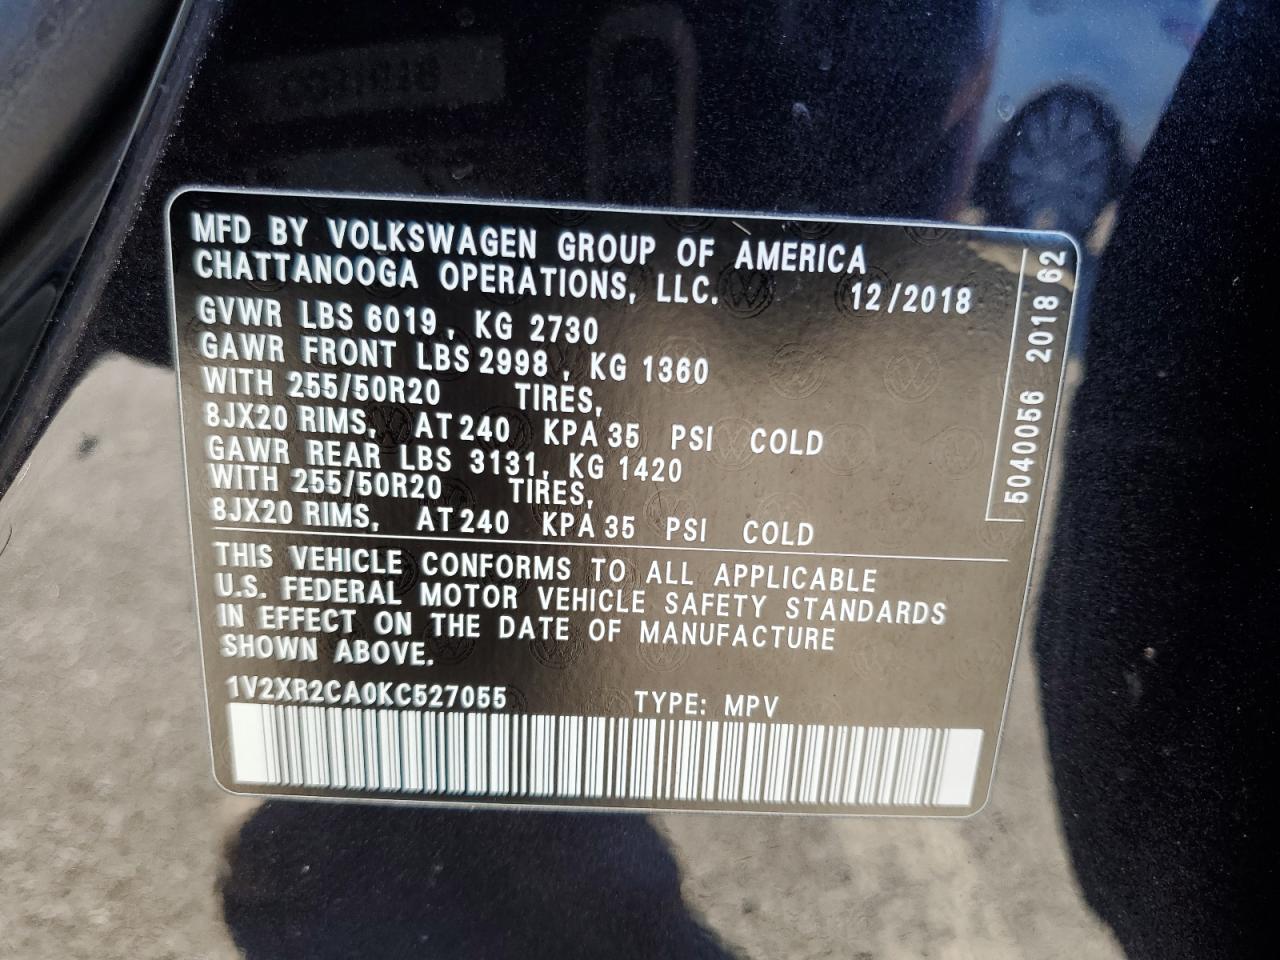 MFD BY VOLKSWAGEN GROUP OF AMERICA
CHATTANOOGA OPERATIONS, LLC. 12/2018
GVWR LBS 6019, KG 2730
GAWR FRONT LBS 2998, KG 1360
WITH 255/50R20 TIRES,
8JX20 RIMS, AT 240 KPA 35 PSI COLD
GAWR REAR LBS 3131, KG 1420
WITH 255/50R20 TIRES,
8JX20 RIMS, AT 240 KPA 35 PSI COLD
THIS VEHICLE CONFORMS TO ALL APPLICABLE
U.S. FEDERAL MOTOR VEHICLE SAFETY STANDARDS
IN EFFECT ON THE DATE OF MANUFACTURE
SHOWN ABOVE.
1V2XR2CA0KC527055 TYPE: MPV
5040056 2018 62